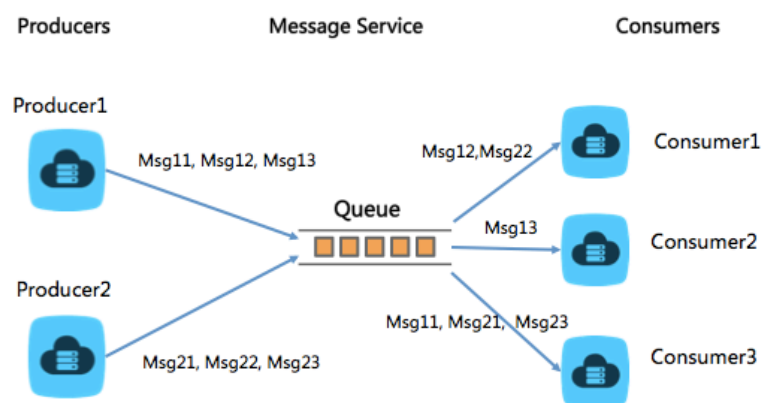 Producers
Message Service
Consumers
Producer1
Msg11, Msg12, Msg13
Msg12,Msg22
Consumer1
Queue
Msg13
Consumer2
Producer2
Msg11, Msg21, Msg23
Msg21, Msg22, Msg23
Consumer3